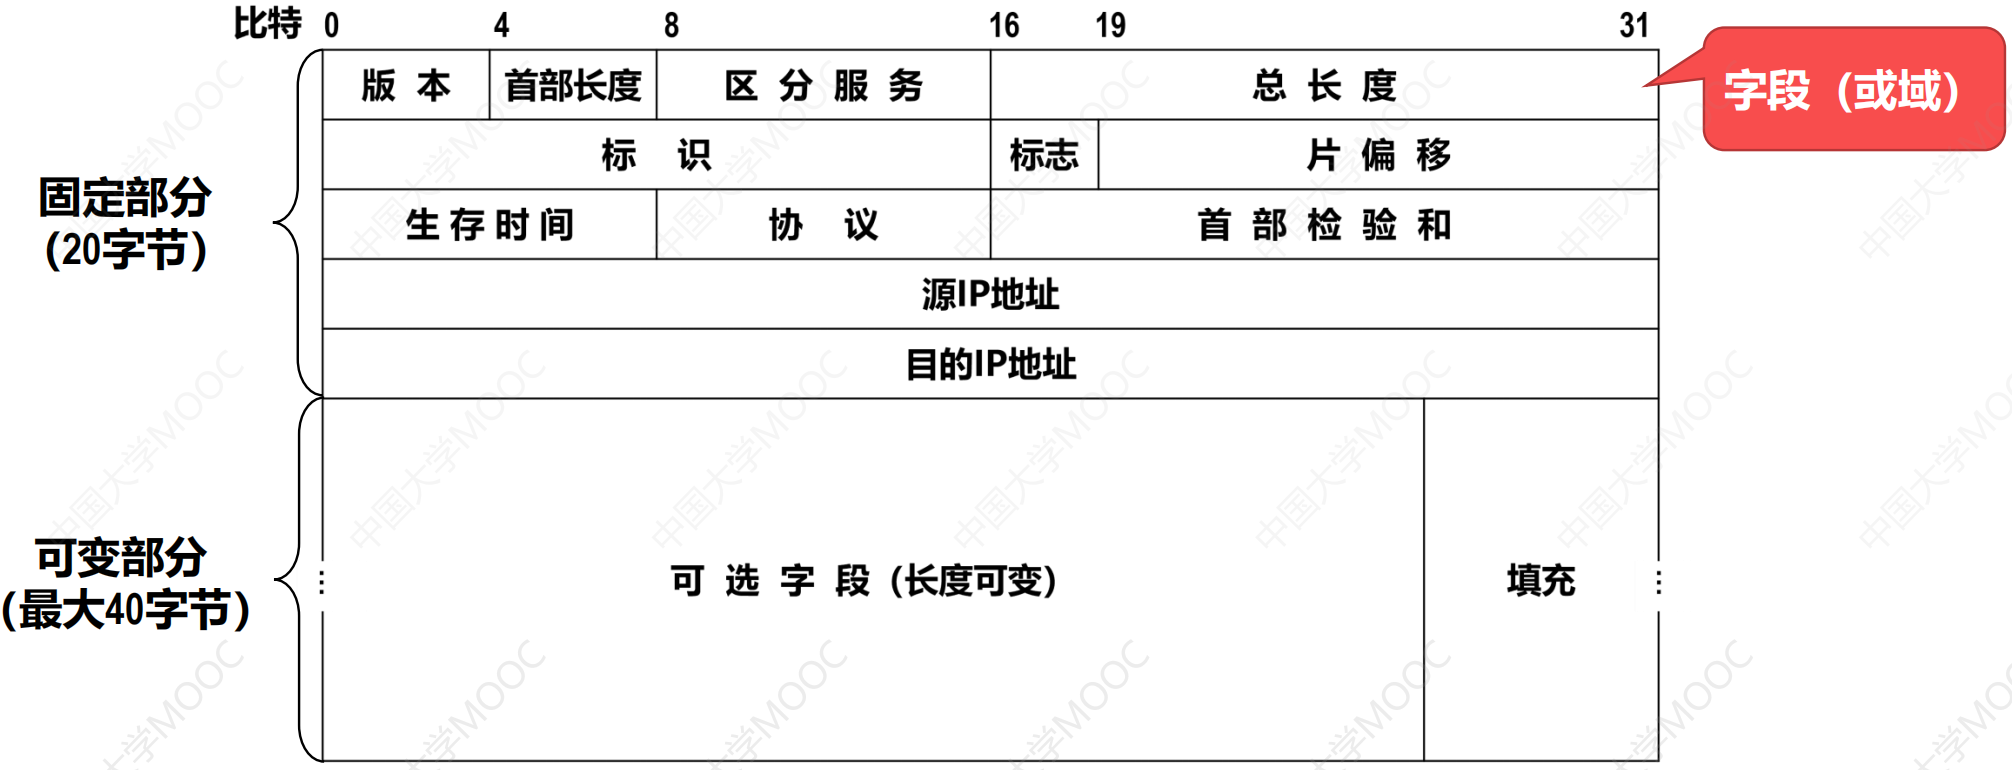 比特 0 4 8 16 19 31
版 本 首部长度 区 分 服 务 总 长 度
字段（或域）
标 识 标志 片 偏 移
固定部分
(20字节)
生 存 时 间 协 议 首 部 检 验 和
源IP地址
目的IP地址
可变部分
(最大40字节)
可 选 字 段 (长度可变) 填充
中国大学MOOC